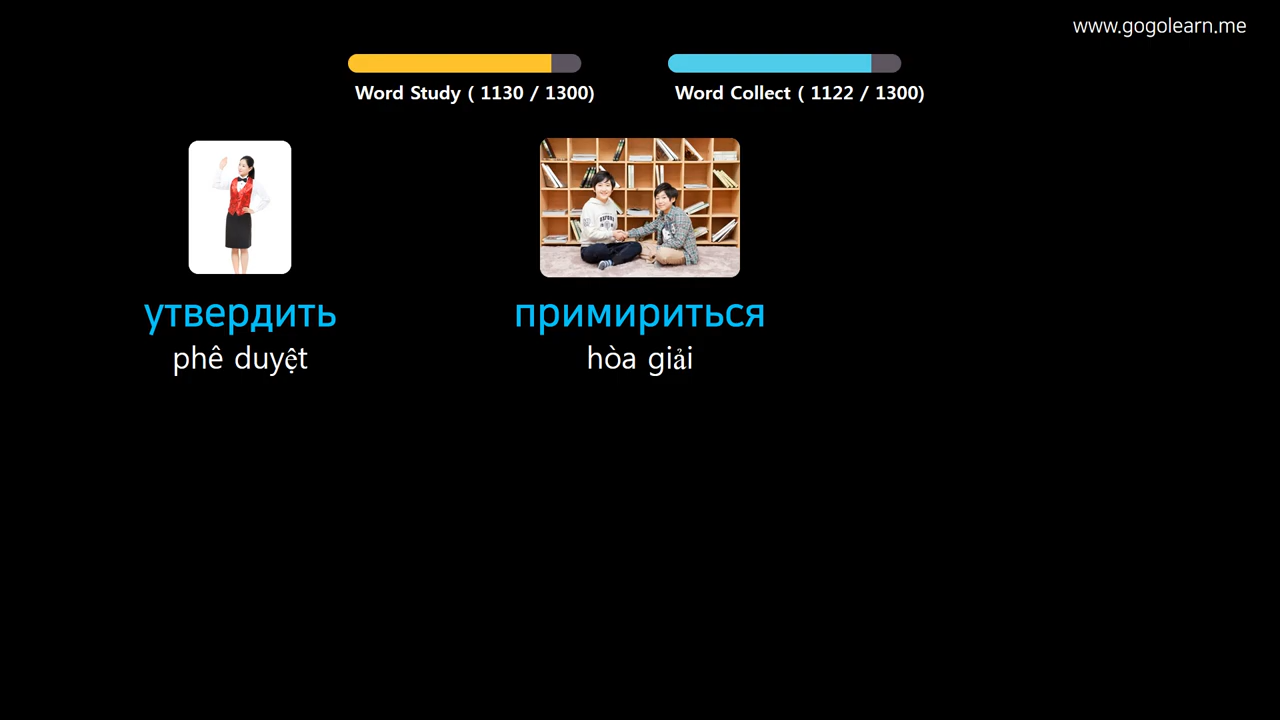 www.gogolearn.me
Word Study ( 1130 / 1300)
Word Collect ( 1122 / 1300)
утвердить
phê duyệt
примириться
hòa giải